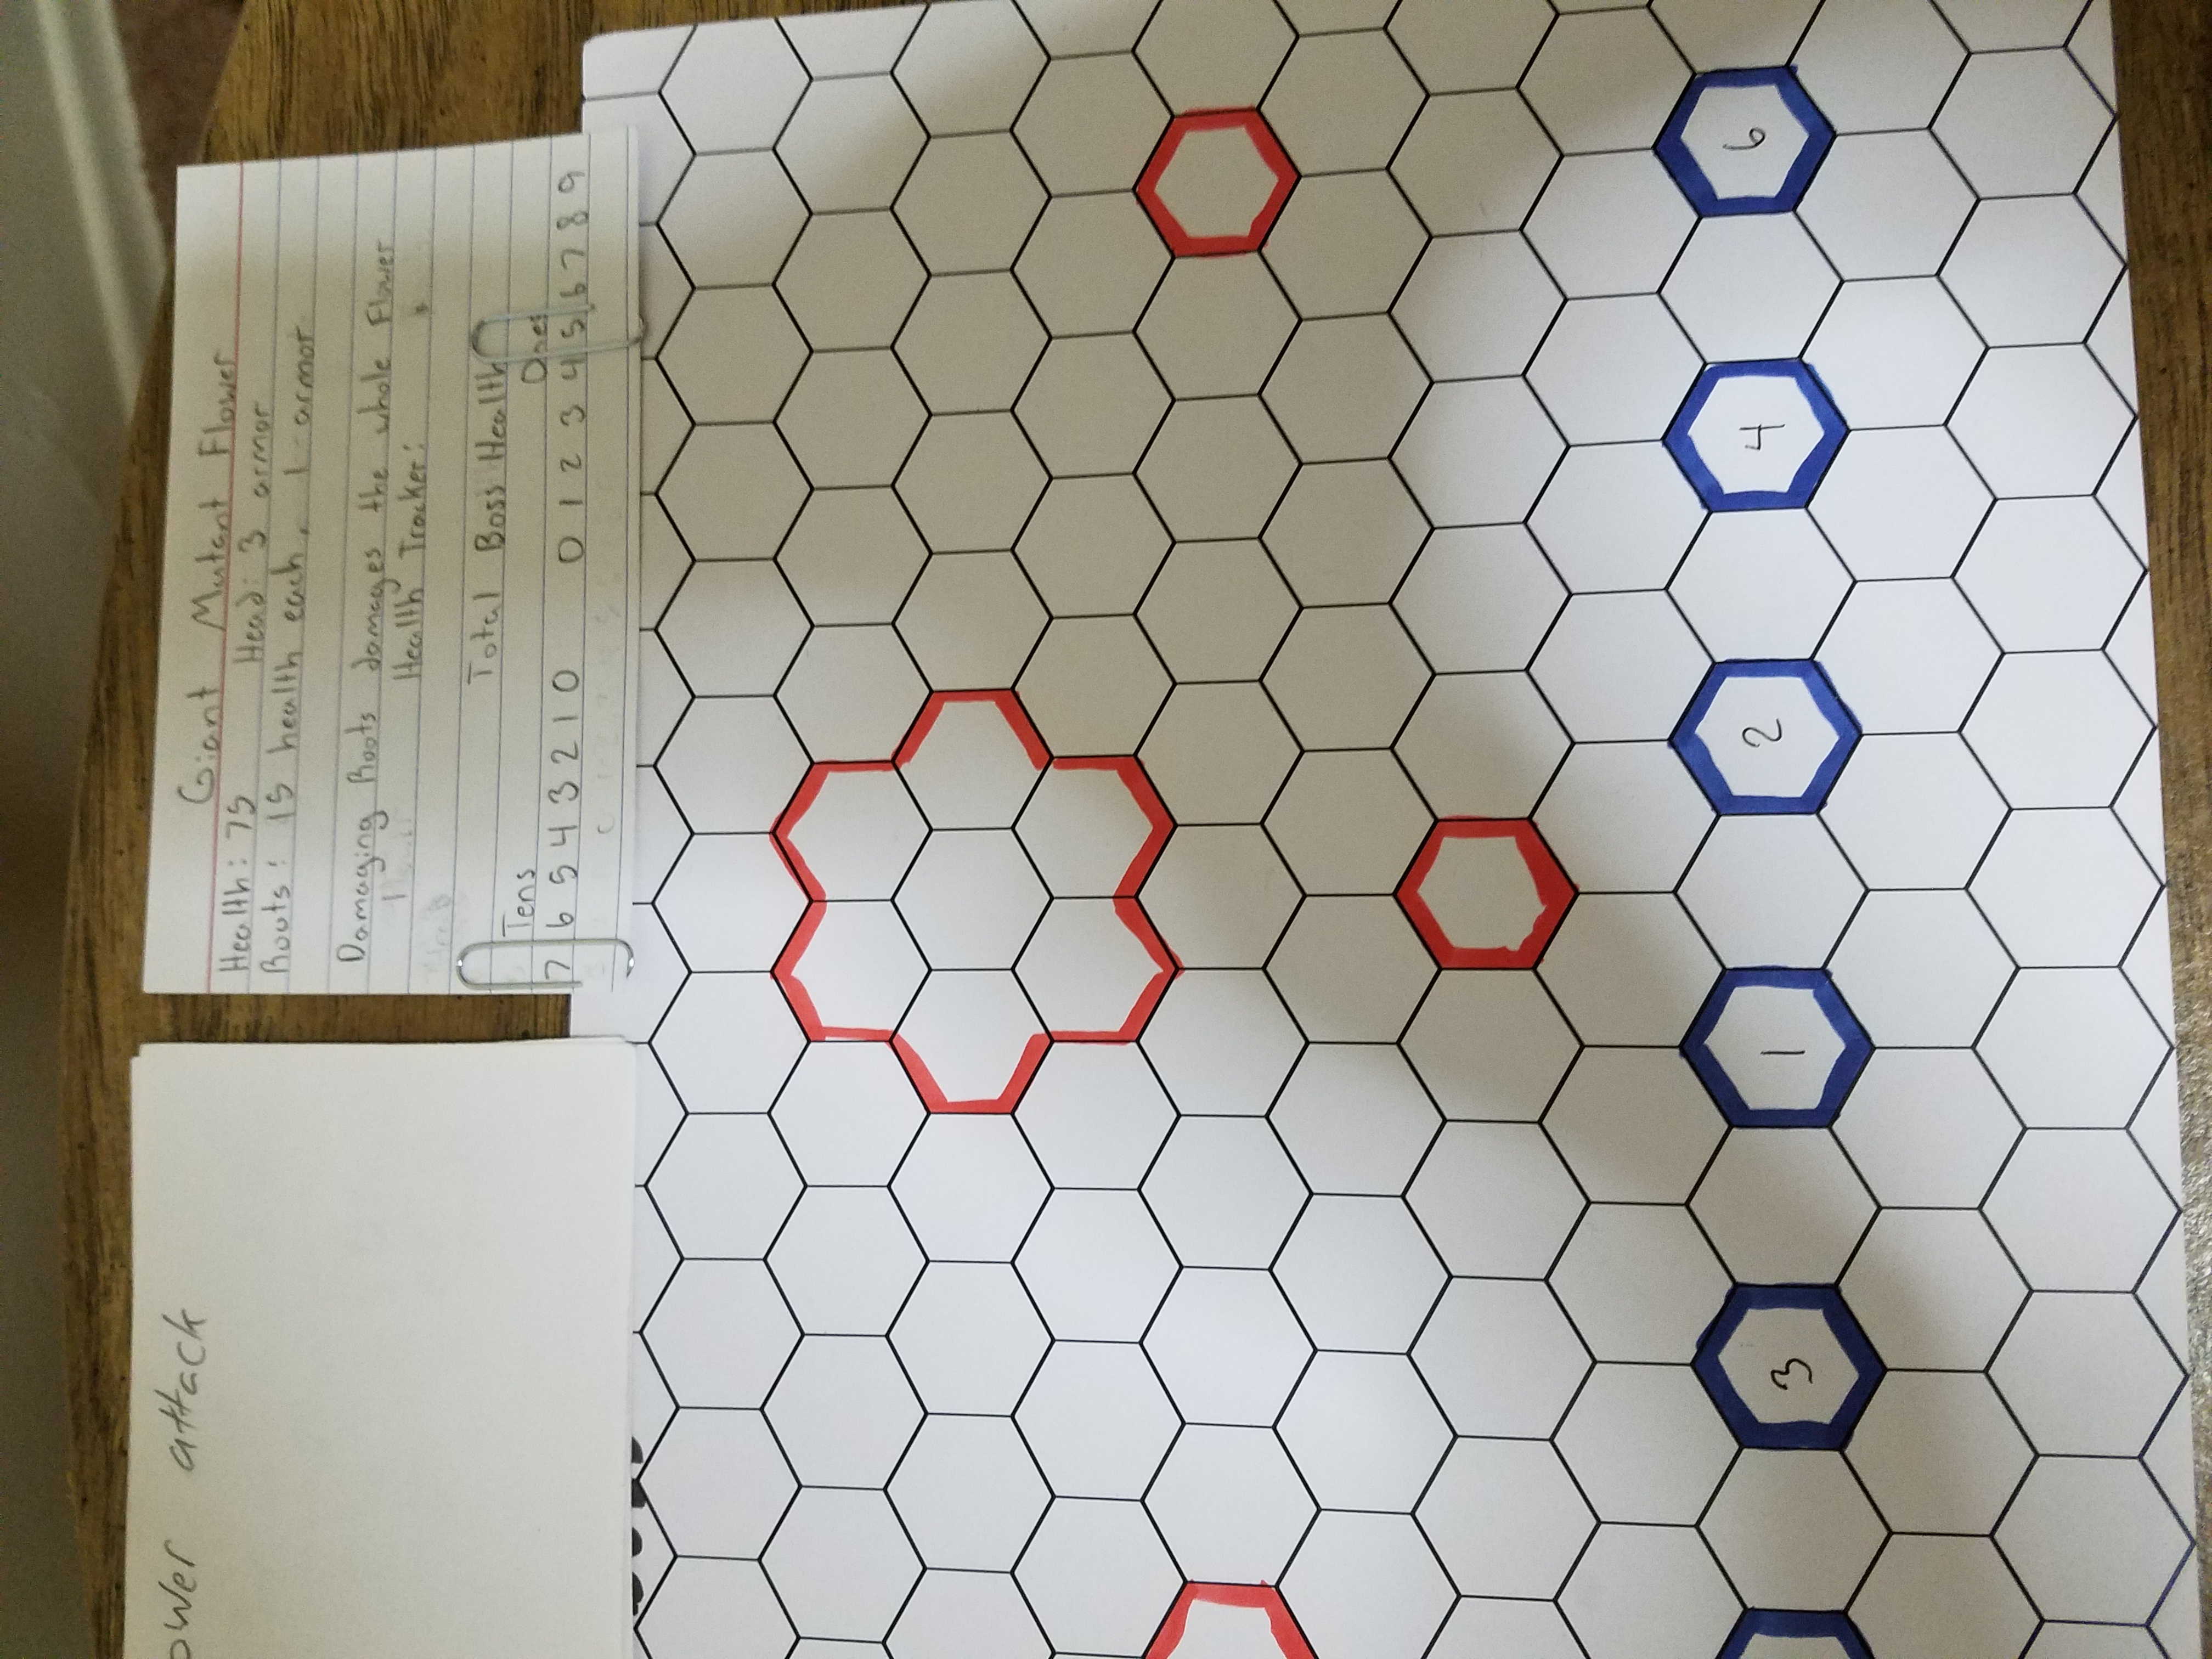 ower attack
Giant Mutant Flower
Health: 75 Head: 3 armor
Roots: 15 health each, 1 armor
Damaging Roots damages the whole Flower
Health Tracker:
Total Boss Health
Tens Ones
7 6 5 4 3 2 1 0 0 1 2 3 4 5 6 7 8 9
3 1 2 4 6